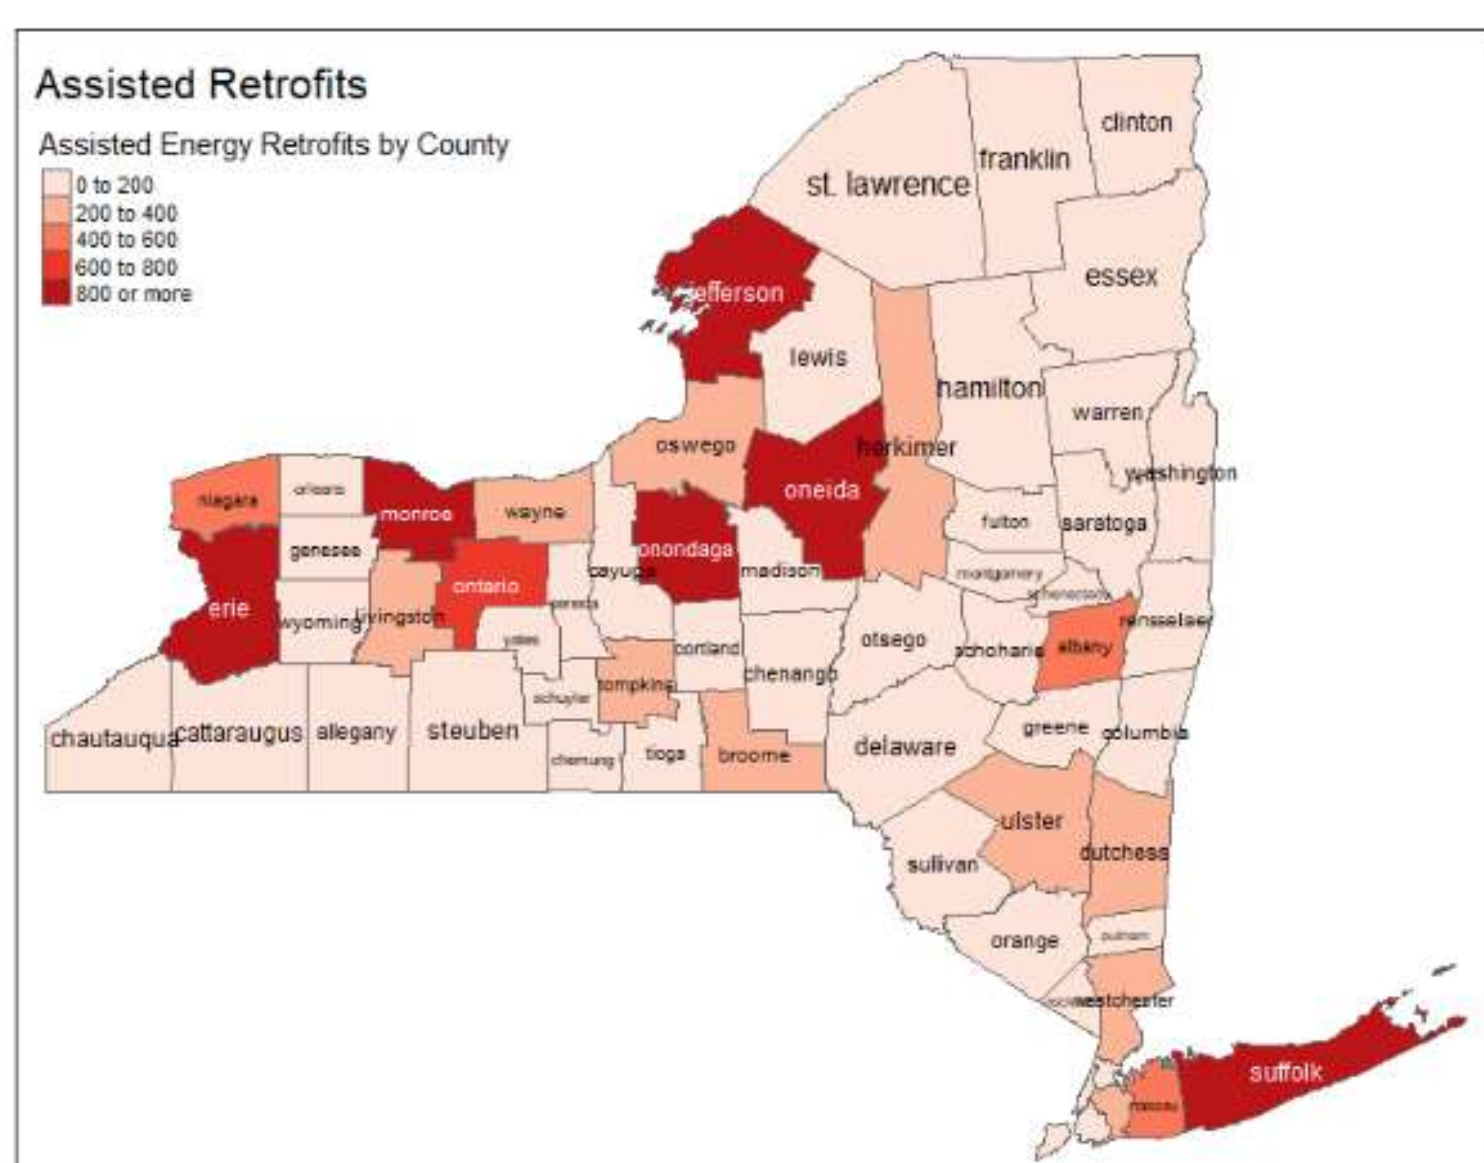 Assisted Retrofits
Assisted Energy Retrofits by County
0 to 200
200 to 400
400 to 600
600 to 800
800 or more
clinton
franklin
st. lawrence
essex
jefferson
lewis
hamilton
warren
oswego
herkimer
washington
oneida
niagara
orleans
monroe
wayne
fulton
saratoga
genesee
onondaga
cayuga
madison
montgomery
schenectady
ontario
seneca
erie
wyoming
livingston
yates
cortland
otsego
schoharie
albany
rensselaer
chenango
tompkins
schuyler
chautauqua
cattaraugus
allegany
steuben
chemung
tioga
broome
delaware
greene
columbia
ulster
dutchess
sullivan
orange
putnam
westchester
suffolk
nassau